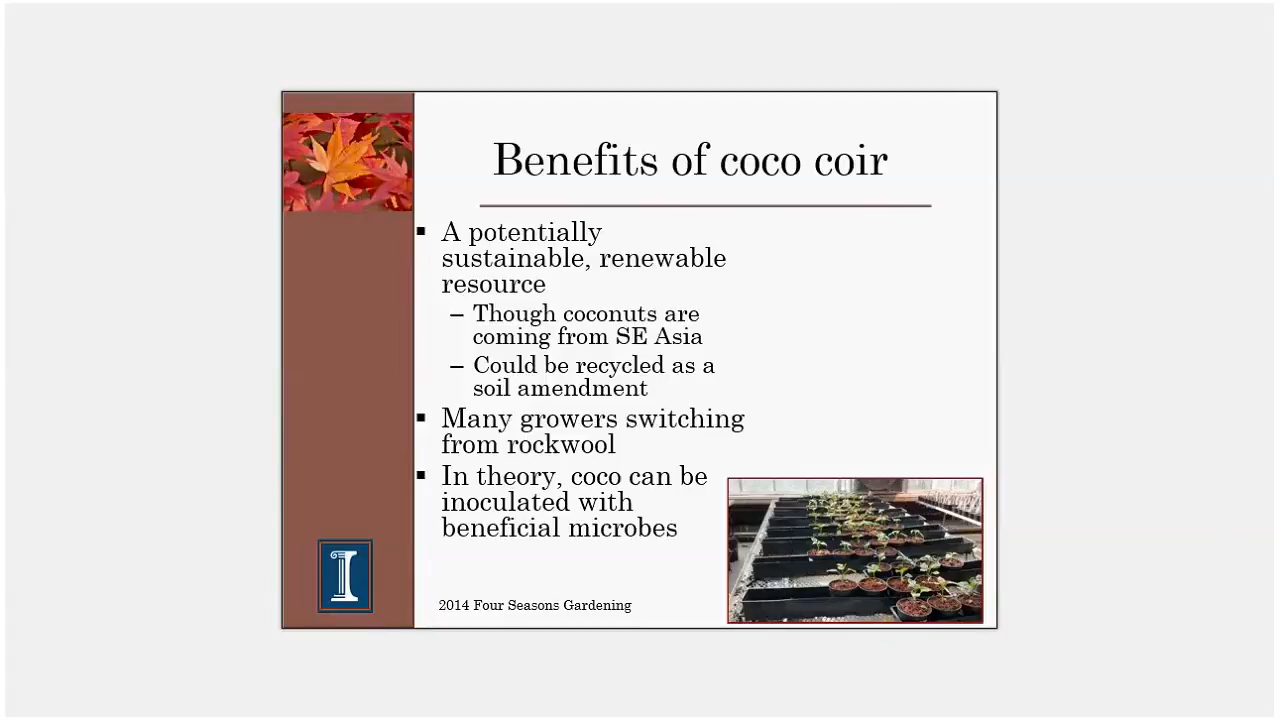 Benefits of coco coir
▪ A potentially
sustainable, renewable
resource
– Though coconuts are
coming from SE Asia
– Could be recycled as a
soil amendment
▪ Many growers switching
from rockwool
▪ In theory, coco can be
inoculated with
beneficial microbes
2014 Four Seasons Gardening